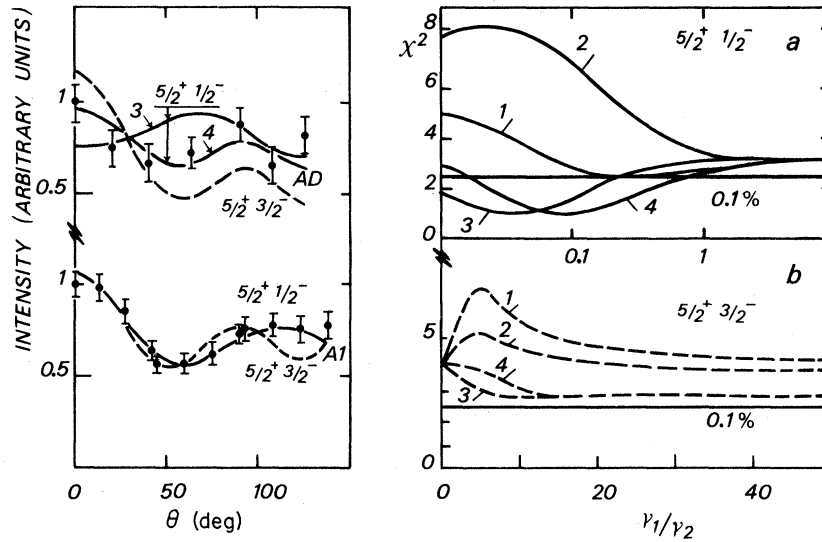 INTENSITY (ARBITRARY UNITS)
1
0.5
1
0.5
5/2+ 1/2-
3
4
AD
5/2+ 3/2-
5/2+ 1/2-
A1
5/2+ 3/2-
0 50 100
θ (deg)
χ2
8
6
4
2
0
5/2+ 1/2- a
2
1
3
4
0.1%
0.1 1
b
5/2+ 3/2-
5
0
1
2
4
3
0.1%
0 20 40
γ1/γ2